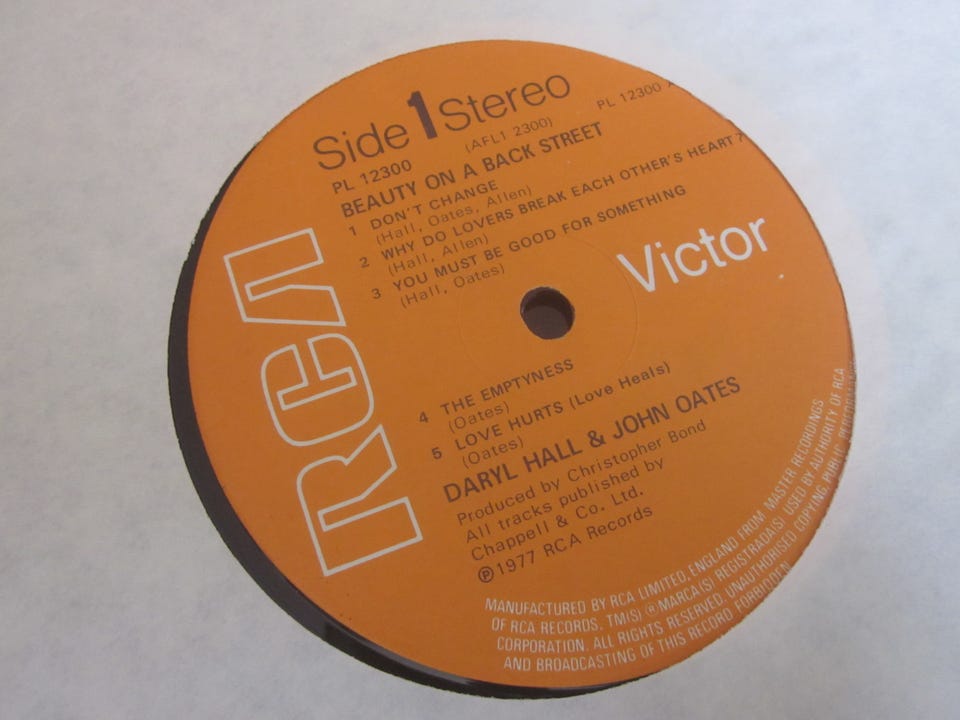 Side 1 Stereo
PL 12300 (AFL1 2300) PL 12300
BEAUTY ON A BACK STREET
1 DON'T CHANGE
(Hall, Oates, Allen)
2 WHY DO LOVERS BREAK EACH OTHER'S HEART?
(Hall, Allen)
3 YOU MUST BE GOOD FOR SOMETHING
(Hall, Oates)
RCA
Victor
4 THE EMPTYNESS
(Oates)
5 LOVE HURTS (Love Heals)
(Oates)
DARYL HALL & JOHN OATES
Produced by Christopher Bond
All tracks published by
Chappell & Co. Ltd.
℗ 1977 RCA Records
MANUFACTURED BY RCA LIMITED, ENGLAND FROM MASTER RECORDINGS
OF RCA RECORDS. TM(S) ® MARCA(S) REGISTRADA(S) USED BY AUTHORITY OF RCA
CORPORATION. ALL RIGHTS RESERVED. UNAUTHORISED COPYING PUBLIC
AND BROADCASTING OF THIS RECORD FORBIDDEN